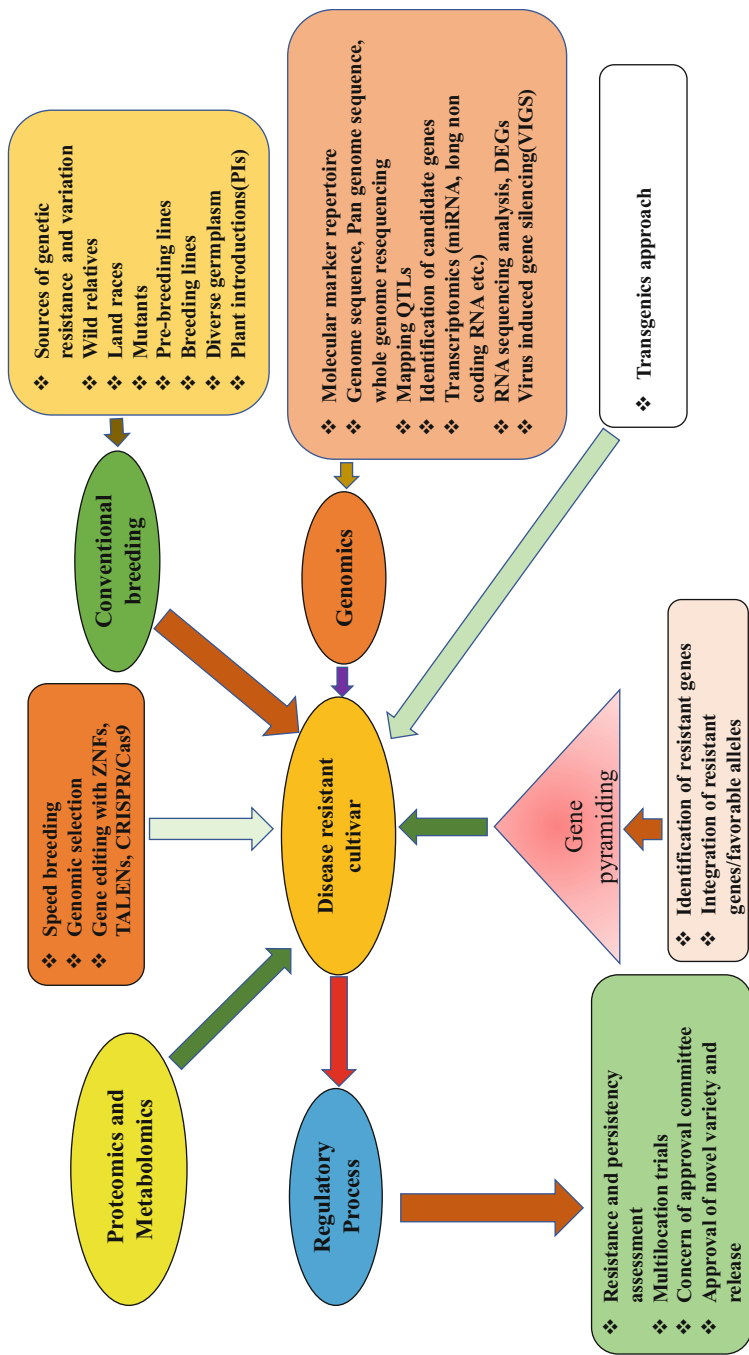 Proteomics and
Metabolomics
❖ Speed breeding
❖ Genomic selection
❖ Gene editing with ZNFs,
TALENs, CRISPR/Cas9
Conventional
breeding
❖ Sources of genetic
resistance and variation
❖ Wild relatives
❖ Land races
❖ Mutants
❖ Pre-breeding lines
❖ Breeding lines
❖ Diverse germplasm
❖ Plant introductions(PIs)
Regulatory
Process
Disease resistant
cultivar
Genomics
❖ Molecular marker repertoire
❖ Genome sequence, Pan genome sequence,
whole genome resequencing
❖ Mapping QTLs
❖ Identification of candidate genes
❖ Transcriptomics (miRNA, long non
coding RNA etc.)
❖ RNA sequencing analysis, DEGs
❖ Virus induced gene silencing(VIGS)
❖ Resistance and persistency
assessment
❖ Multilocation trials
❖ Concern of approval committee
❖ Approval of novel variety and
release
Gene
pyramiding
❖ Identification of resistant genes
❖ Integration of resistant
genes/favorable alleles
❖ Transgenics approach